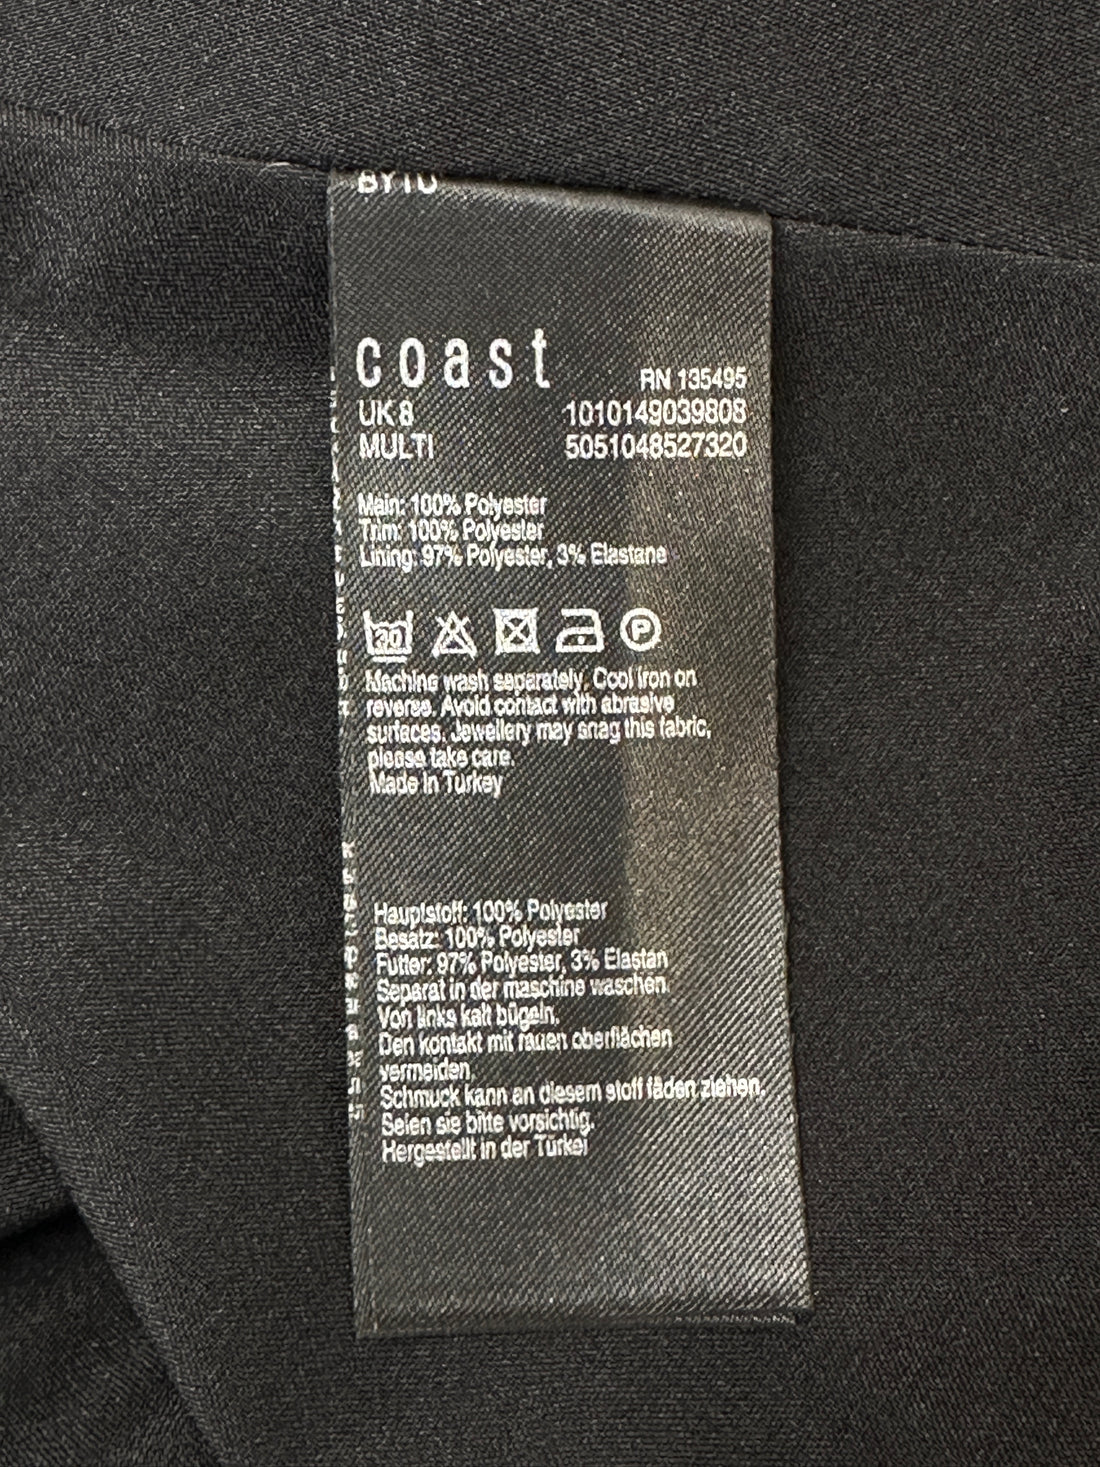 BYTU
coast
RN 135495
UK 8 1010149039808
MULTI 5051048527320
Main: 100% Polyester
Trim: 100% Polyester
Lining: 97% Polyester, 3% Elastane
30 P
Machine wash separately. Cool iron on
reverse. Avoid contact with abrasive
surfaces. Jewellery may snag this fabric,
please take care.
Made in Turkey
Hauptstoff: 100% Polyester
Besatz: 100% Polyester
Futter: 97% Polyester, 3% Elastan
Separat in der maschine waschen.
Von links kalt bügeln.
Den kontakt mit rauen oberflächen
vermeiden
Schmuck kann an diesem stoff fäden ziehen.
Seien sie bitte vorsichtig.
Hergestellt in der Türkei